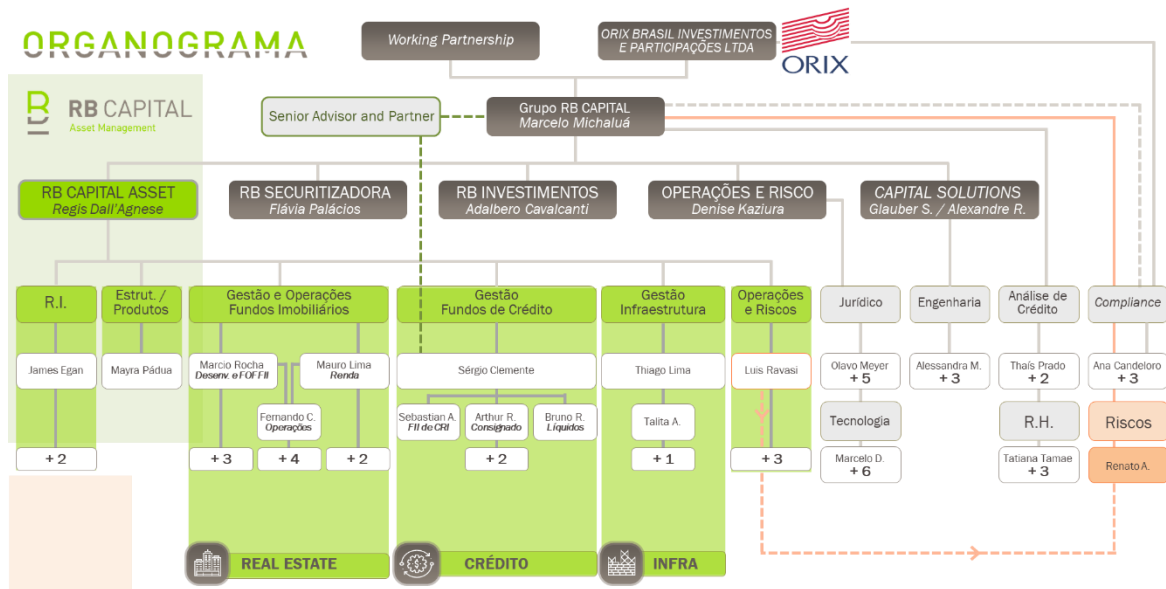 ORGANOGRAMA
Working Partnership
ORIX BRASIL INVESTIMENTOS
E PARTICIPAÇÕES LTDA
ORIX
RB CAPITAL
Asset Management
Senior Advisor and Partner
Grupo RB CAPITAL
Marcelo Michaluá
RB CAPITAL ASSET
Regis Dall'Agnese
RB SECURITIZADORA
Flávia Palácios
RB INVESTIMENTOS
Adalbero Cavalcanti
OPERAÇÕES E RISCO
Denise Kaziura
CAPITAL SOLUTIONS
Glauber S. / Alexandre R.
R.I.
Estrut. /
Produtos
Gestão e Operações
Fundos Imobiliários
Gestão
Fundos de Crédito
Gestão
Infraestrutura
Operações
e Riscos
Jurídico
Engenharia
Análise de
Crédito
Compliance
James Egan
Mayra Pádua
Marcio Rocha
Desenv. e FOF FII
Mauro Lima
Renda
Sérgio Clemente
Thiago Lima
Luis Ravasi
Olavo Meyer
+ 5
Alessandra M.
+ 3
Thaís Prado
+ 2
Ana Candeloro
+ 3
Fernando C.
Operações
Sebastian A.
FII de CRI
Arthur R.
Consignado
Bruno R.
Líquidos
Talita A.
Tecnologia
R.H.
Riscos
+ 2
+ 3
+ 4
+ 2
+ 2
+ 1
+ 3
Marcelo D.
+ 6
Tatiana Tamae
+ 3
Renato A.
REAL ESTATE
CRÉDITO
INFRA